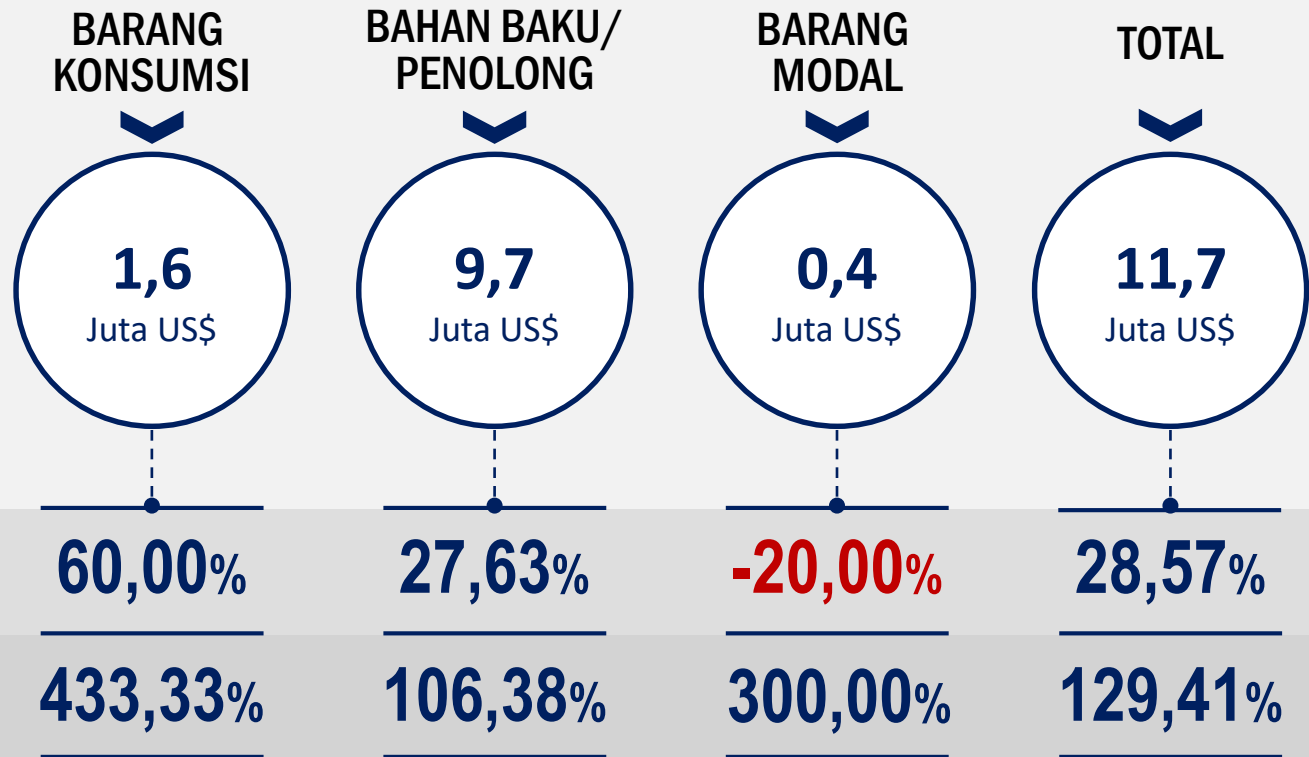 BARANG
KONSUMSI
BAHAN BAKU/
PENOLONG
BARANG
MODAL
TOTAL
1,6
Juta US$
9,7
Juta US$
0,4
Juta US$
11,7
Juta US$
60,00%
27,63%
-20,00%
28,57%
433,33%
106,38%
300,00%
129,41%